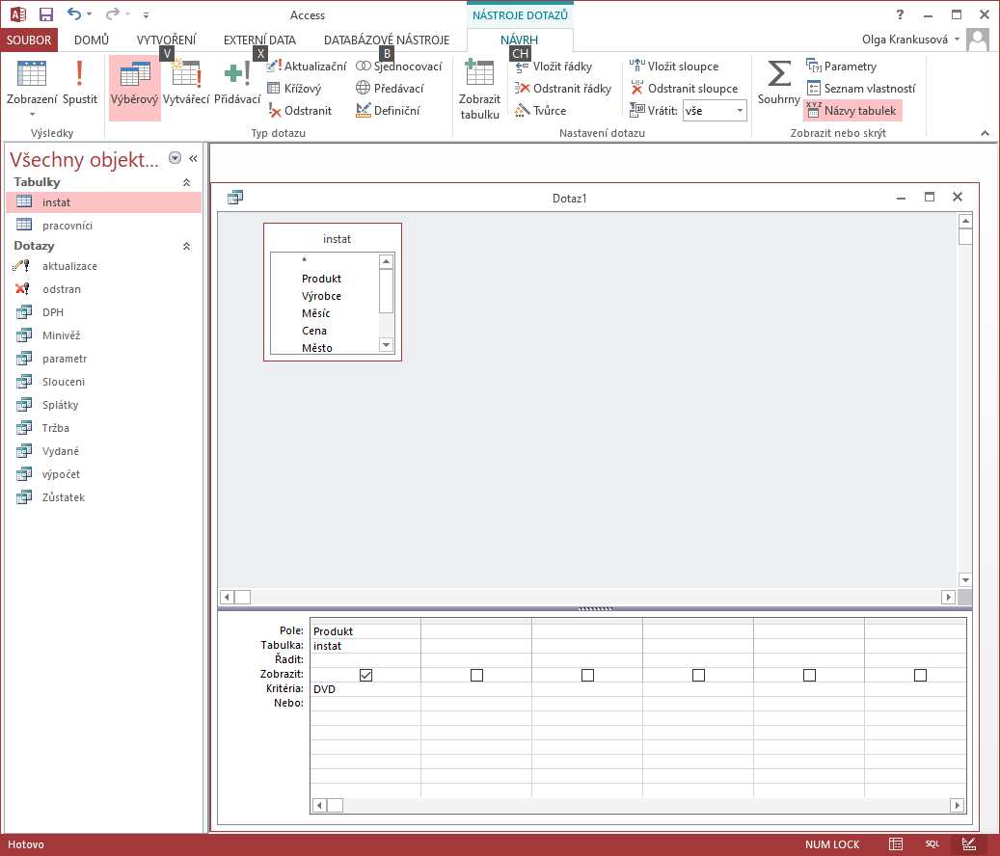 Access
NÁSTROJE DOTAZŮ
?
SOUBOR DOMŮ VYTVOŘENÍ EXTERNÍ DATA DATABÁZOVÉ NÁSTROJE NÁVRH Olga Krankusová
V X B CH
Zobrazení
Spustit
Výsledky
Výběrový
Vytvářecí
Přidávací
Aktualizační
Křížový
Odstranit
Sjednocovací
Předávací
Definiční
Typ dotazu
Zobrazit
tabulku
Vložit řádky
Odstranit řádky
Tvůrce
Vložit sloupce
Odstranit sloupce
Vrátit: vše
Nastavení dotazu
Souhrny
Parametry
Seznam vlastností
XYZ Názvy tabulek
Zobrazit nebo skrýt
Všechny objekt...
Tabulky
instat
pracovníci
Dotazy
aktualizace
odstran
DPH
Minivěž
parametr
Slouceni
Splátky
Tržba
Vydané
výpočet
Zůstatek
Dotaz1
instat
*
Produkt
Výrobce
Měsíc
Cena
Město
Pole: Produkt
Tabulka: instat
Řadit:
Zobrazit:
Kritéria: DVD
Nebo:
Hotovo
NUM LOCK
SQL